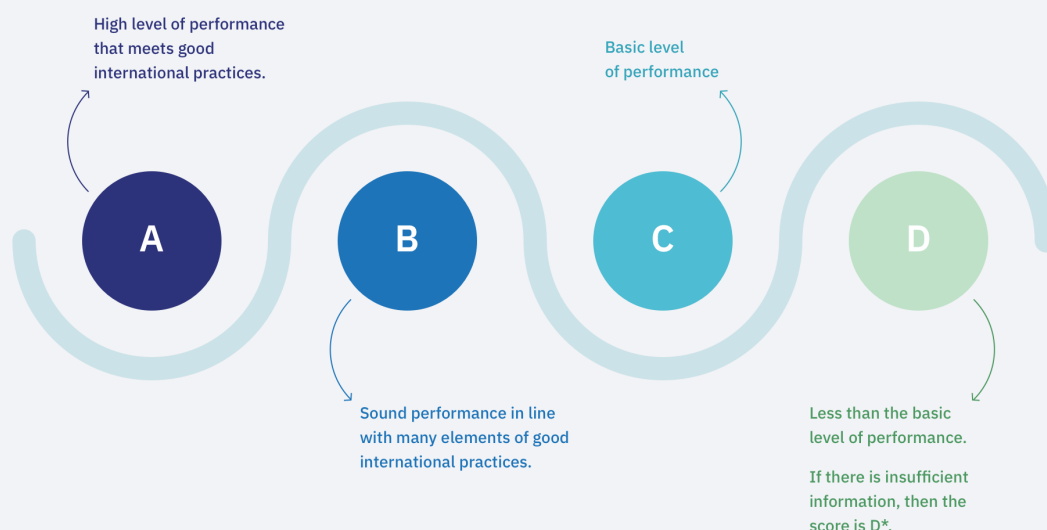 High level of performance
that meets good
international practices.
Basic level
of performance
A
B
C
D
Sound performance in line
with many elements of good
international practices.
Less than the basic
level of performance.
If there is insufficient
information, then the
score is D*.